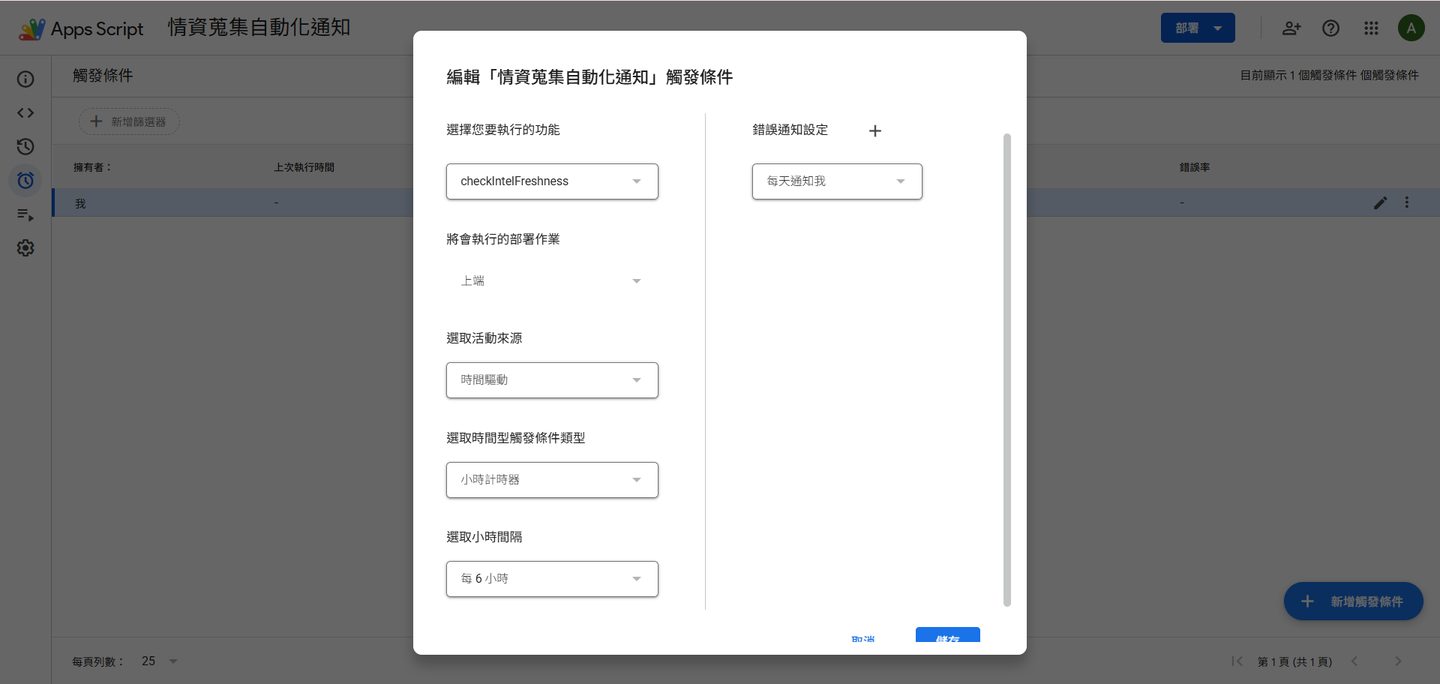 Apps Script
情資蒐集自動化通知
部署
A
觸發條件
目前顯示 1 個觸發條件 個觸發條件
新增篩選器
擁有者：
上次執行時間
錯誤率
我
-
-
編輯「情資蒐集自動化通知」觸發條件
選擇您要執行的功能
checkIntelFreshness
將會執行的部署作業
上端
選取活動來源
時間驅動
選取時間型觸發條件類型
小時計時器
選取小時間隔
每 6 小時
錯誤通知設定
每天通知我
取消
儲存
新增觸發條件
每頁列數：
25
第 1 頁 (共 1 頁)